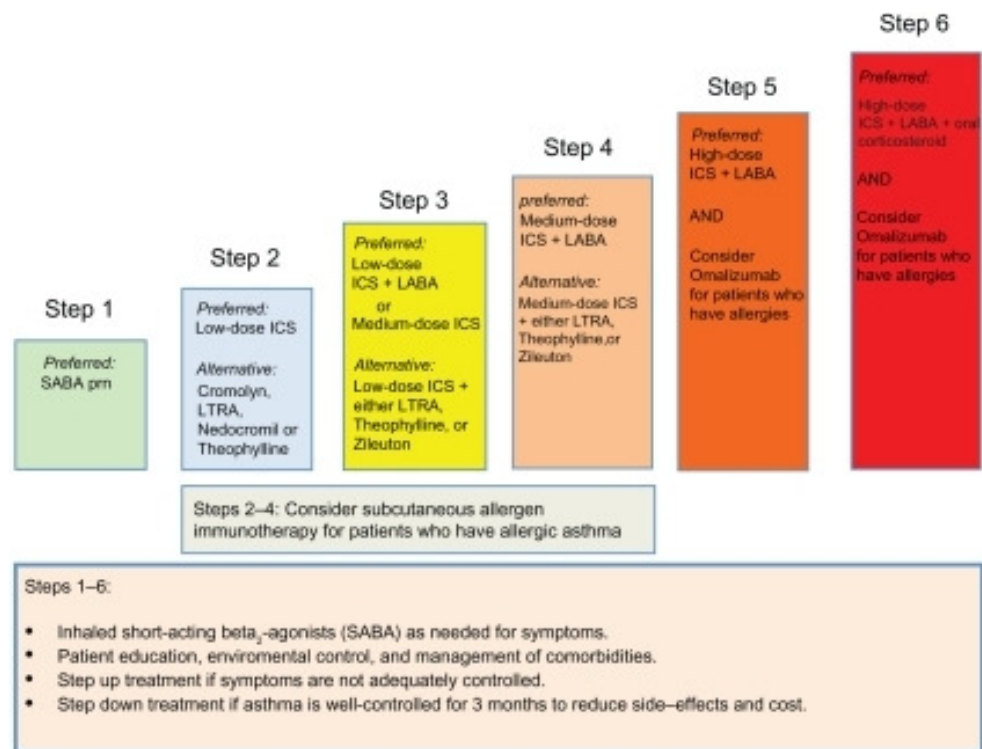 Step 1
Preferred:
SABA prn
Step 2
Preferred:
Low-dose ICS
Alternative:
Cromolyn,
LTRA,
Nedocromil or
Theophylline
Step 3
Preferred:
Low-dose
ICS + LABA
or
Medium-dose ICS
Alternative:
Low-dose ICS +
either LTRA,
Theophylline, or
Zileuton
Step 4
preferred:
Medium-dose
ICS + LABA
Alternative:
Medium-dose ICS
+ either LTRA,
Theophylline,or
Zileuton
Step 5
Preferred:
High-dose
ICS + LABA
AND
Consider
Omalizumab
for patients who
have allergies
Step 6
Preferred:
High-dose
ICS + LABA + oral
corticosteroid
AND
Consider
Omalizumab
for patients who
have allergies
Steps 2–4: Consider subcutaneous allergen
immunotherapy for patients who have allergic asthma
Steps 1–6:
• Inhaled short-acting beta₂-agonists (SABA) as needed for symptoms.
• Patient education, enviromental control, and management of comorbidities.
• Step up treatment if symptoms are not adequately controlled.
• Step down treatment if asthma is well-controlled for 3 months to reduce side–effects and cost.